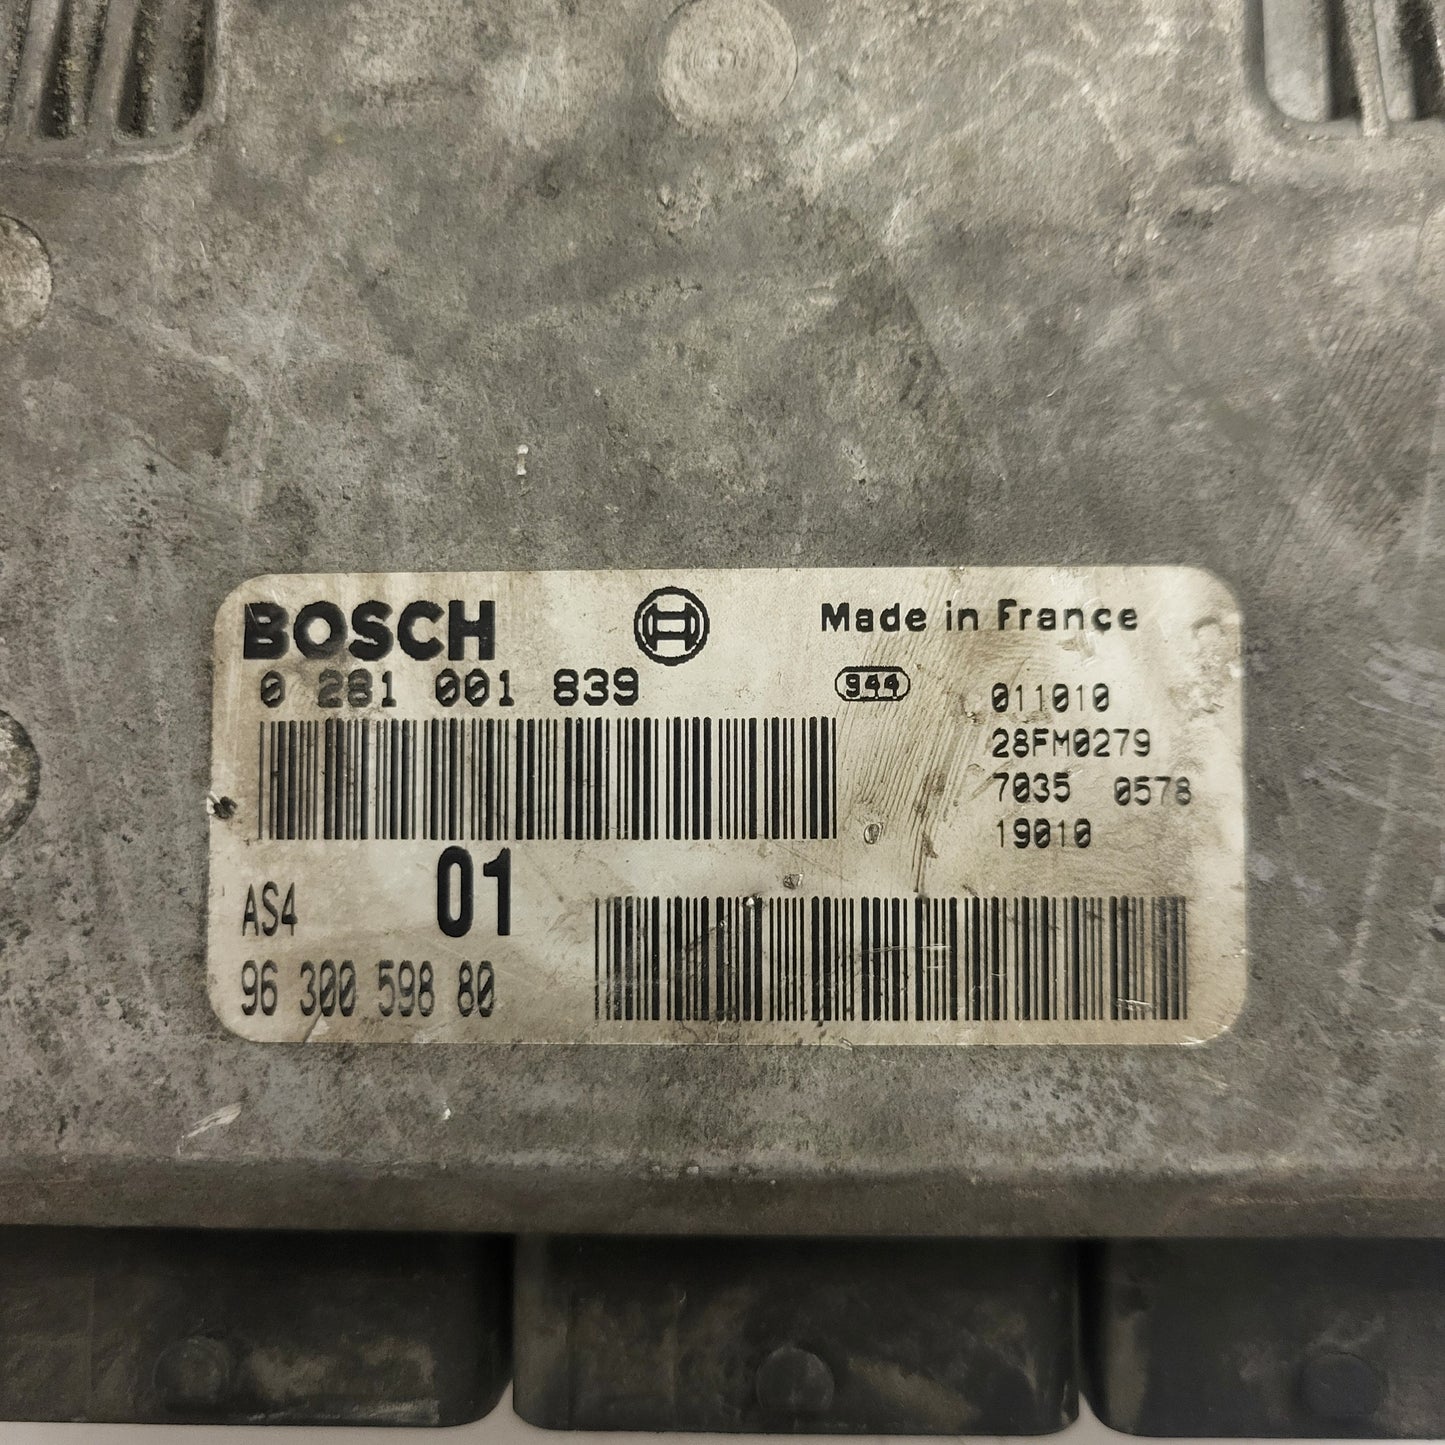 BOSCH
Made in France
0 281 001 839
944
011010
28FM0279
7035 0578
19010
AS4 01
96 300 598 80